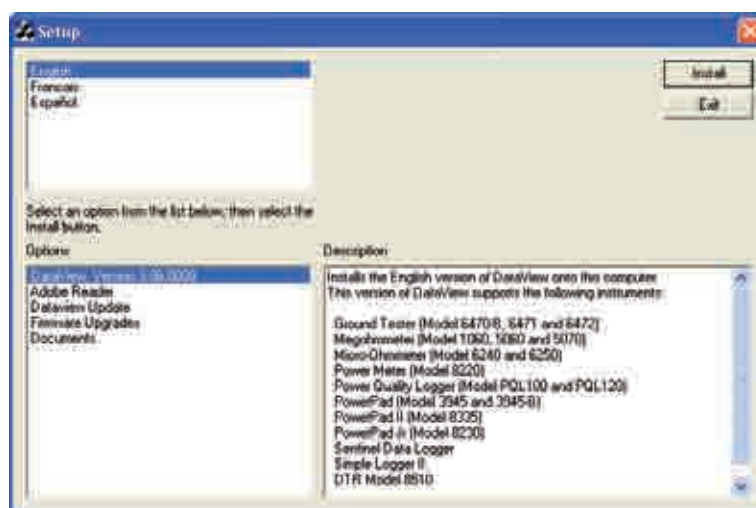 Setup
English
Francais
Español
Install
Exit
Select an option from the list below, then select the
Install button.
Options
DataView, Version
Adobe Reader
Dataview Update
Firmware Upgrades
Documents
Description
Installs the English version of DataView onto this computer
This version of DataView supports the following instruments:
Ground Tester (Model 6470-B, 6471 and 6472)
Megohmmeter (Model 1060, 5060 and 5070)
Micro-Ohmmeter (Model 6240 and 6250)
Power Meter (Model 8220)
Power Quality Logger (Model PQL100 and PQL120)
PowerPad (Model 3945 and 3945-B)
PowerPad II (Model 8335)
PowerPad Jr (Model 8230)
Sentinel Data Logger
Simple Logger II
DTR Model 8510